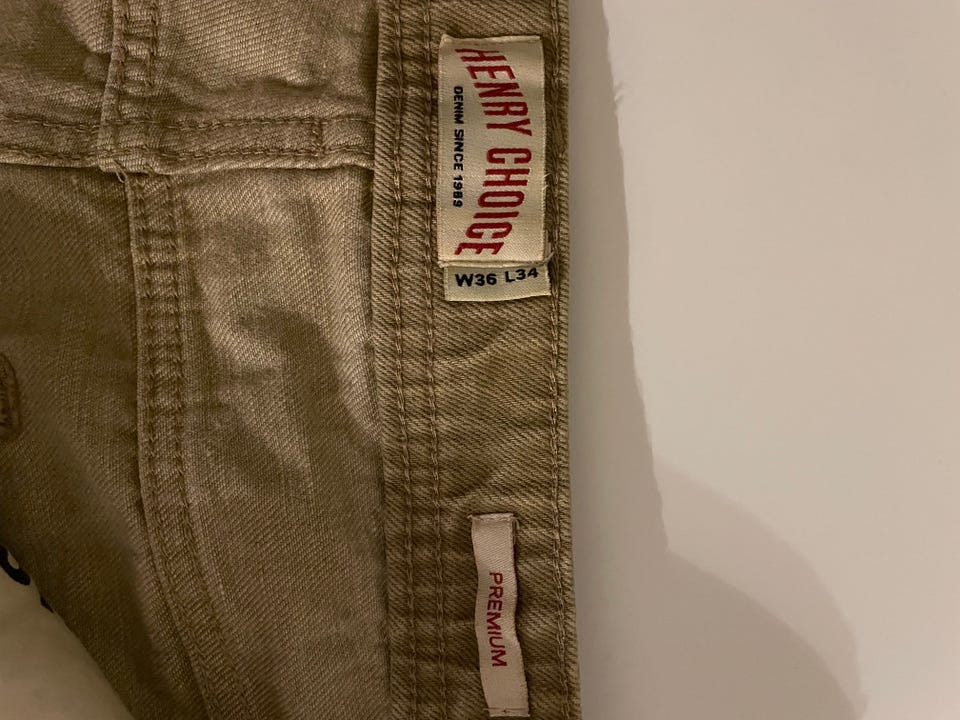 HENRY CHOICE
DENIM SINCE 1989
W36 L34
PREMIUM